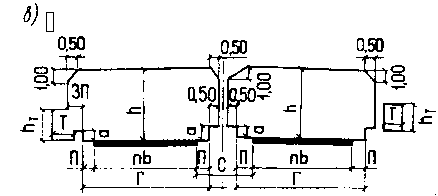 б)
0,50 0,50 0,50
1,00 1,00 1,00
ЗП 0,50 0,50
hт Т h h Т hт
П nb П С П nb П
Г Г